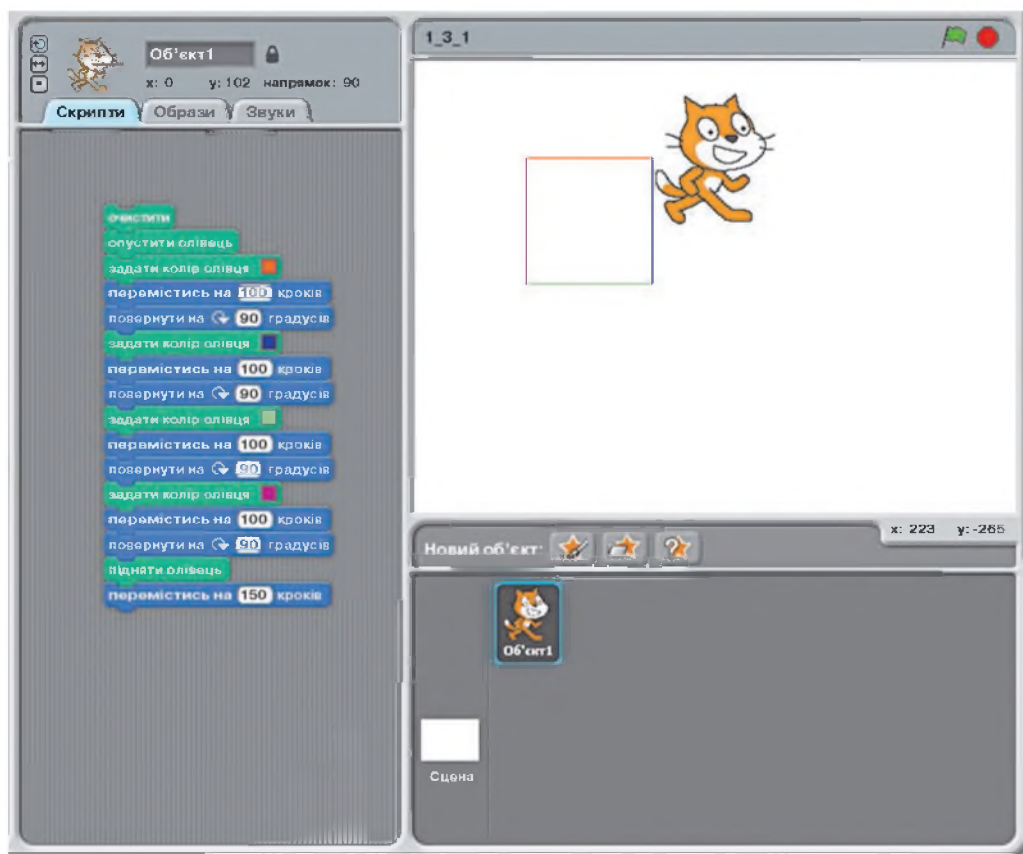 Об'єкт1
x: 0 y: 102 напрямок: 90
Скрипти Образи Звуки
очистити
опустити олівець
задати колір олівця
перемістись на 100 кроків
повернути на 90 градусів
задати колір олівця
перемістись на 100 кроків
повернути на 90 градусів
задати колір олівця
перемістись на 100 кроків
повернути на 90 градусів
задати колір олівця
перемістись на 100 кроків
повернути на 90 градусів
підняти олівець
перемістись на 150 кроків
1_3_1
x: 223 y: -265
Новий об'єкт:
Об'єкт1
Сцена